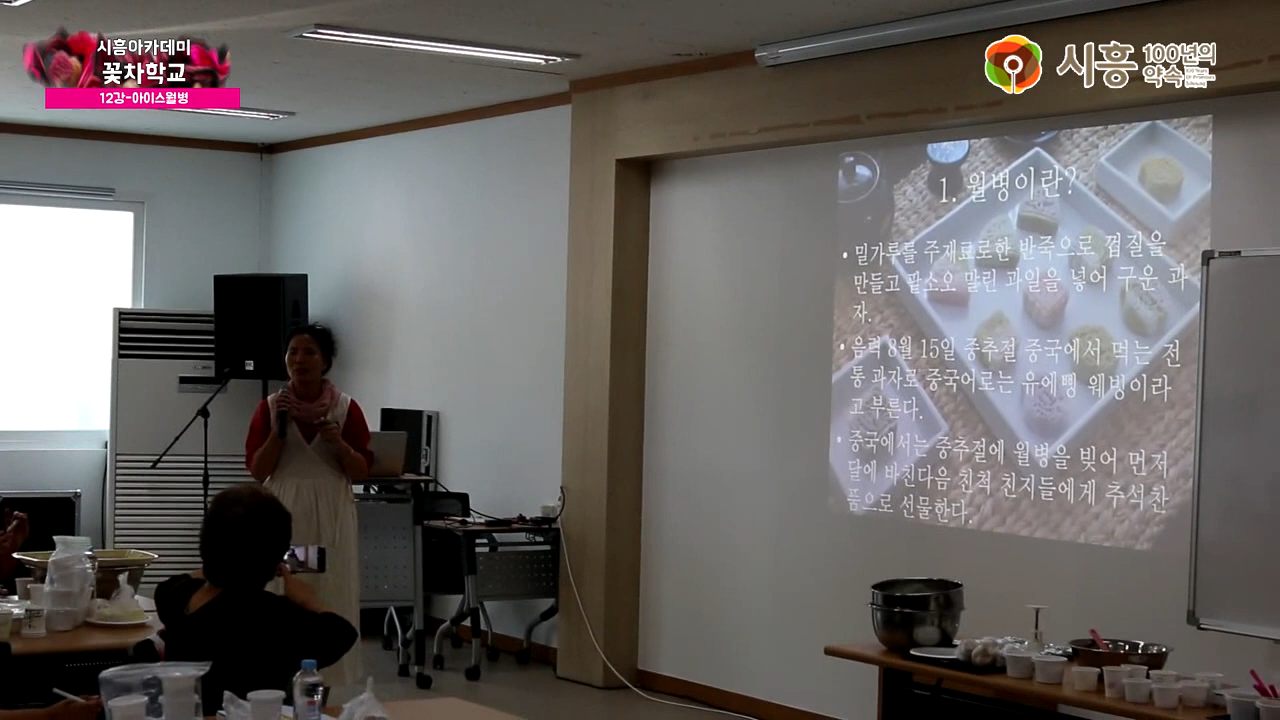 시흥아카데미
꽃차학교
12강-아이스월병
시흥 100년의
약속
1. 월병이란?
• 밀가투를 주재료로한 반죽으로 껍질을
만들고 팥소오 말린 과일을 넣어 구운 과
자.
• 음력 8월 15일 중추절 중국에서 먹는 전
통 과자로 중국어로는 유에삥 웨빙이라
고 부른다.
• 중국에서는 중추절에 월병을 빚어 먼저
달에 바친다음 친척 친지들에게 추석찬
품으로 선물한다.